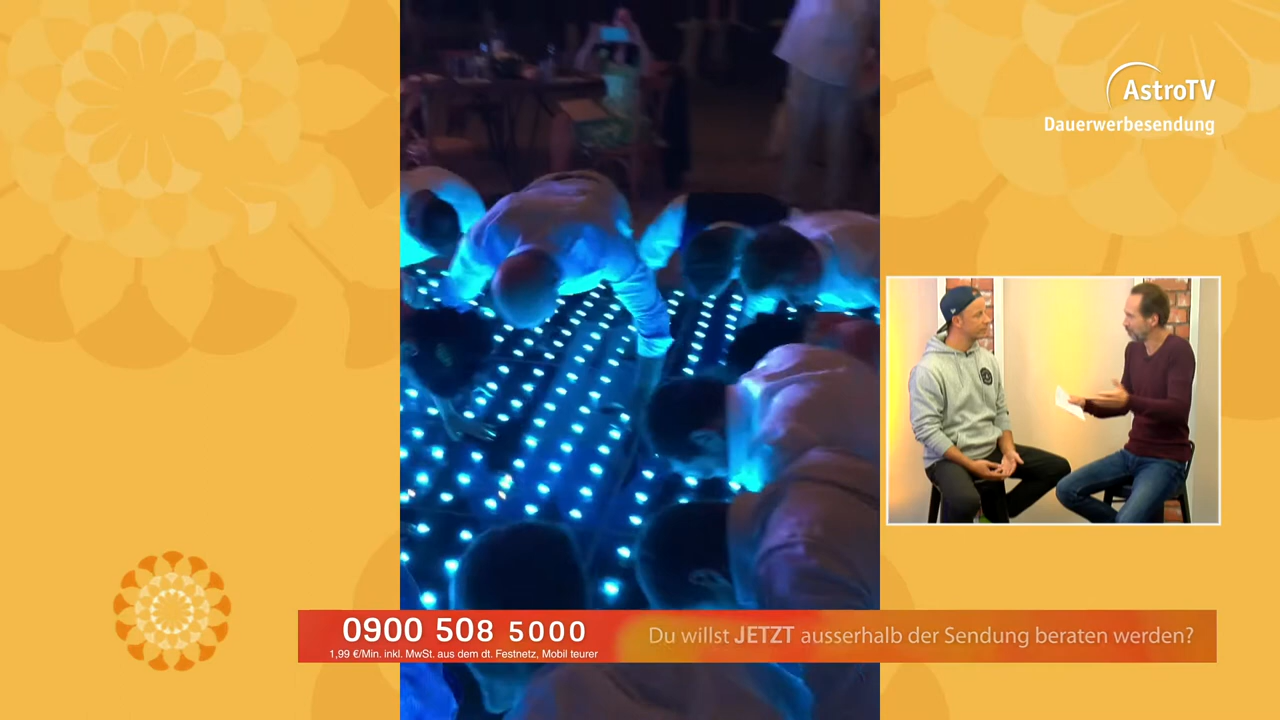 AstroTV
Dauerwerbesendung
0900 508 5000
1,99 €/Min. inkl. MwSt. aus dem dt. Festnetz, Mobil teurer
Du willst JETZT ausserhalb der Sendung beraten werden?